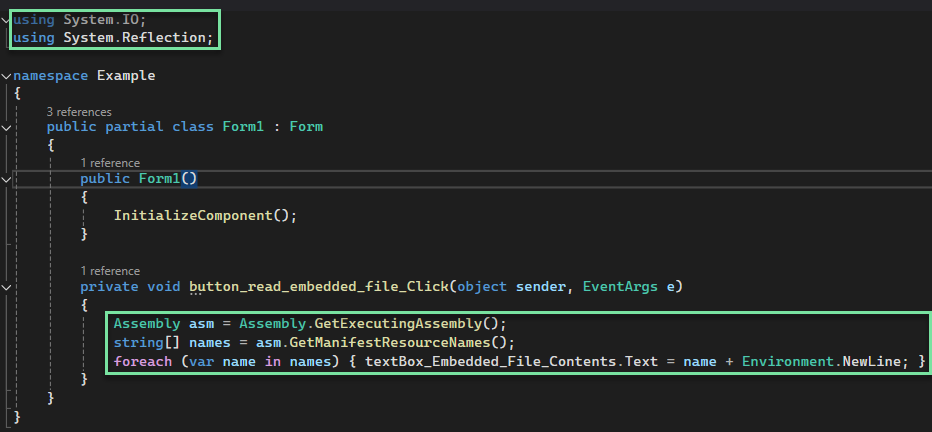 using System.IO;
using System.Reflection;
namespace Example
{
3 references
public partial class Form1 : Form
{
1 reference
public Form1()
{
InitializeComponent();
}
1 reference
private void button_read_embedded_file_Click(object sender, EventArgs e)
{
Assembly asm = Assembly.GetExecutingAssembly();
string[] names = asm.GetManifestResourceNames();
foreach (var name in names) { textBox_Embedded_File_Contents.Text = name + Environment.NewLine; }
}
}
}